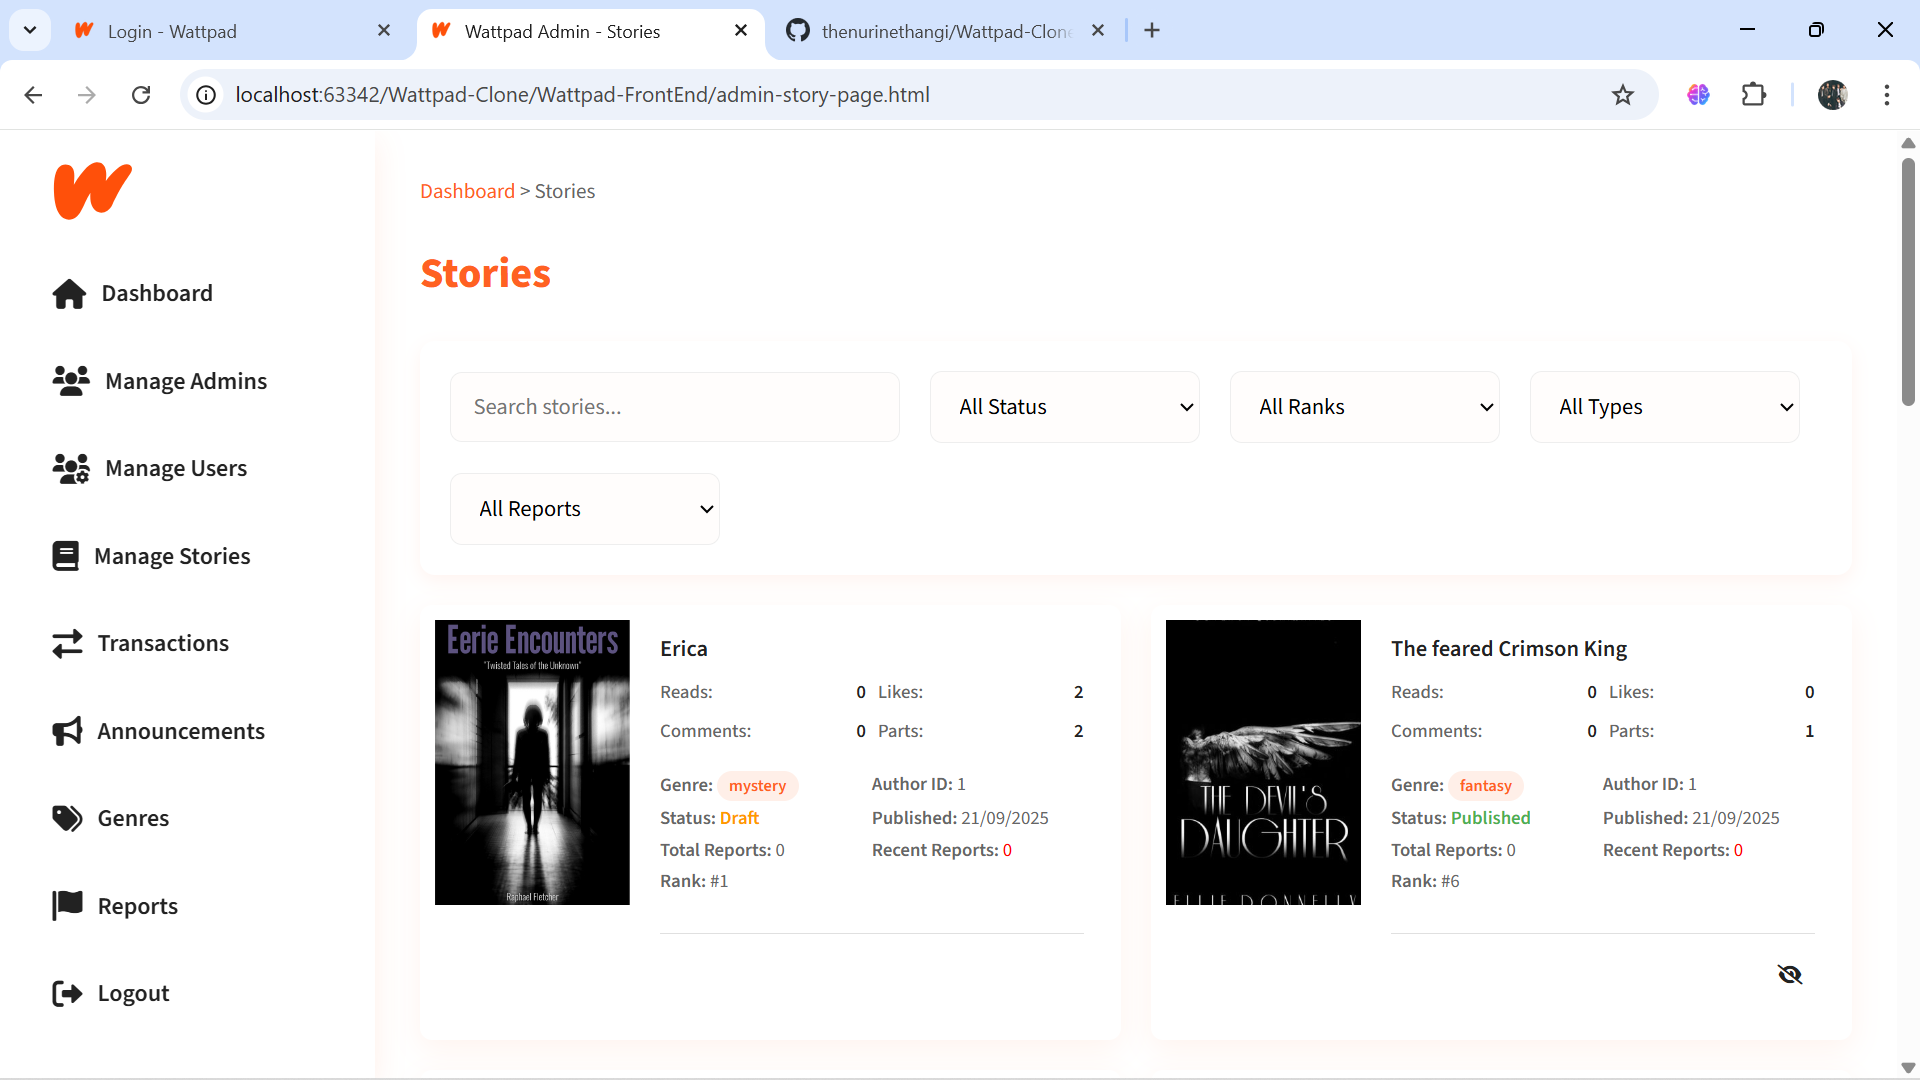 Login - Wattpad
Wattpad Admin - Stories
thenurinethangi/Wattpad-Clone
localhost:63342/Wattpad-Clone/Wattpad-FrontEnd/admin-story-page.html
Dashboard > Stories
Stories
Dashboard
Manage Admins
Manage Users
Manage Stories
Transactions
Announcements
Genres
Reports
Logout
Search stories...
All Status
All Ranks
All Types
All Reports
Eerie Encounters
"Twisted Tales of the Unknown"
Raphael Fletcher
Erica
Reads: 0 Likes: 2
Comments: 0 Parts: 2
Genre: mystery Author ID: 1
Status: Draft Published: 21/09/2025
Total Reports: 0 Recent Reports: 0
Rank: #1
THE DEVIL'S
DAUGHTER
ELLIE DONNELLY
The feared Crimson King
Reads: 0 Likes: 0
Comments: 0 Parts: 1
Genre: fantasy Author ID: 1
Status: Published Published: 21/09/2025
Total Reports: 0 Recent Reports: 0
Rank: #6